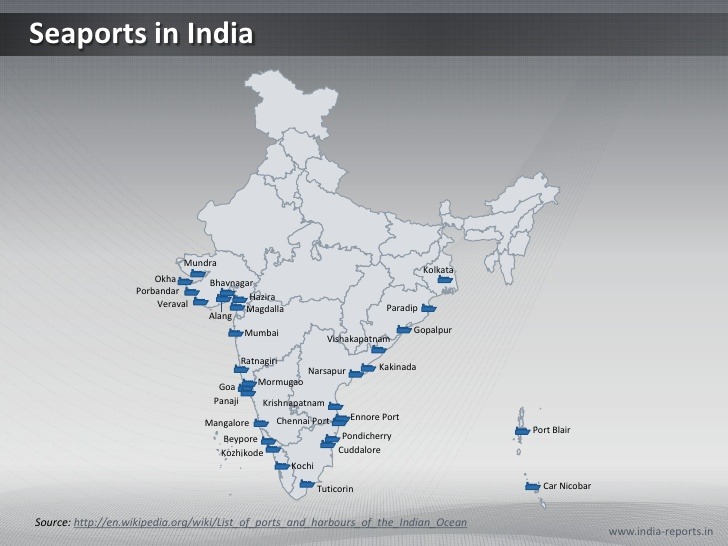 Seaports in India
Mundra
Okha
Bhavnagar
Porbandar
Hazira
Veraval
Magdalla
Alang
Mumbai
Kolkata
Paradip
Gopalpur
Vishakapatnam
Ratnagiri
Narsapur
Kakinada
Mormugao
Goa
Panaji
Krishnapatnam
Mangalore
Chennai Port
Ennore Port
Beypore
Pondicherry
Kozhikode
Cuddalore
Kochi
Tuticorin
Port Blair
Car Nicobar
Source: http://en.wikipedia.org/wiki/List_of_ports_and_harbours_of_the_Indian_Ocean
www.india-reports.in